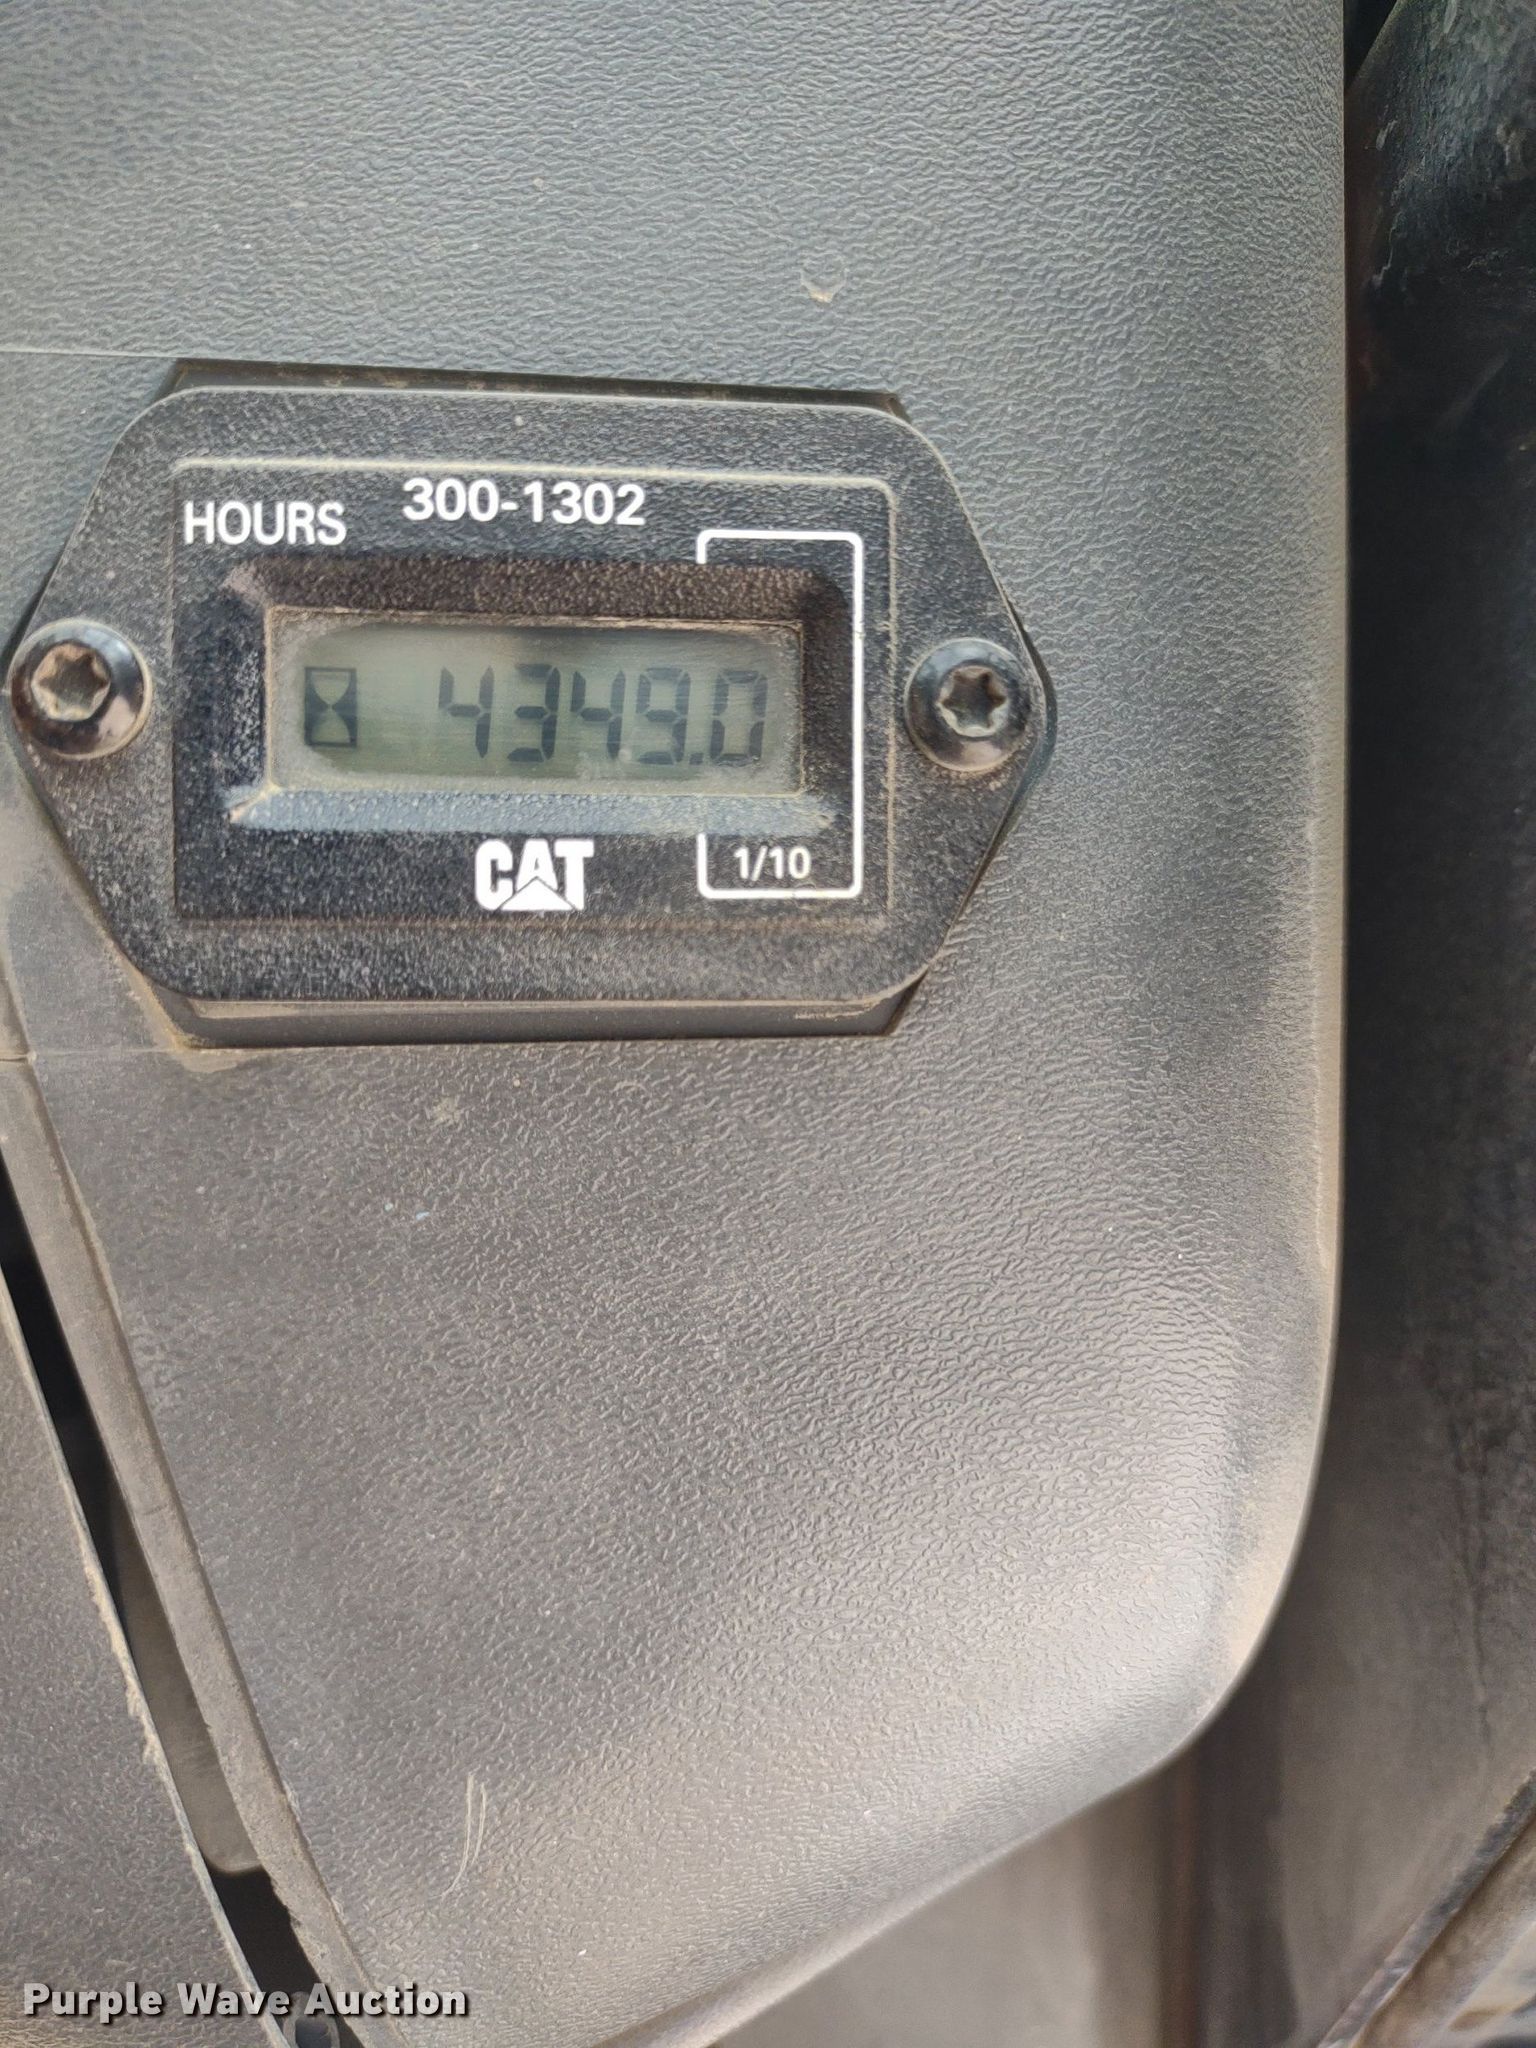 HOURS 300-1302
4349.0
CAT 1/10
Purple Wave Auction